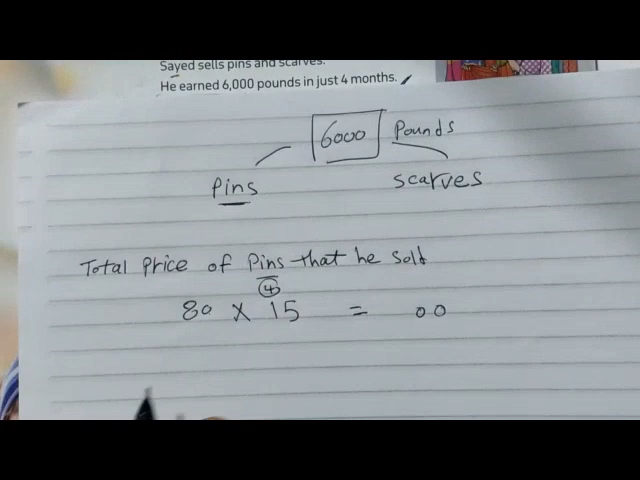 Sayed sells pins and scarves.
He earned 6,000 pounds in just 4 months.
6000 Pounds
Pins scarves
Total Price of Pins that he sold
4
80 × 15 = 00